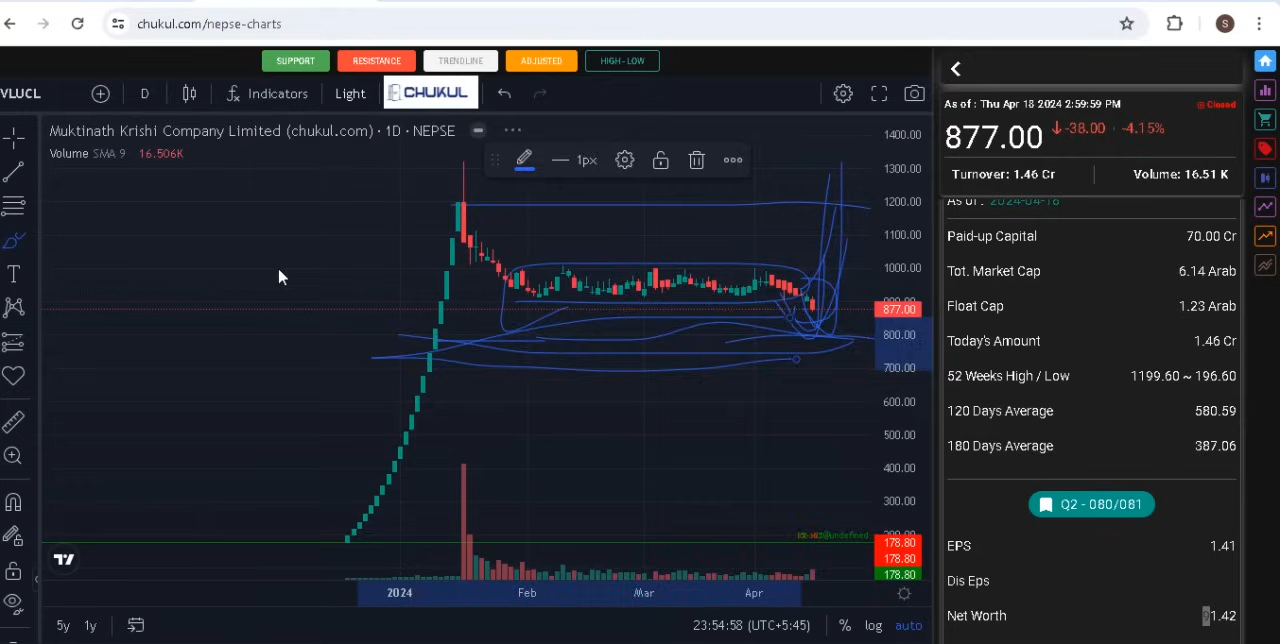 chukul.com/nepse-charts
S
SUPPORT RESISTANCE TRENDLINE ADJUSTED HIGH-LOW
VLUCL D Indicators Light CHUKUL
Muktinath Krishi Company Limited (chukul.com) · 1D · NEPSE
Volume SMA 9 16.506K
1px
1400.00
1300.00
1200.00
1100.00
1000.00
900.00
877.00
800.00
700.00
600.00
500.00
400.00
300.00
178.80
178.80
178.80
2024 Feb Mar Apr
5y 1y 23:54:58 (UTC+5:45) % log auto
As of : Thu Apr 18 2024 2:59:59 PM Closed
877.00 -38.00 -4.15%
Turnover: 1.46 Cr Volume: 16.51 K
As of : 2024-04-18
Paid-up Capital 70.00 Cr
Tot. Market Cap 6.14 Arab
Float Cap 1.23 Arab
Today's Amount 1.46 Cr
52 Weeks High / Low 1199.60 ~ 196.60
120 Days Average 580.59
180 Days Average 387.06
Q2 - 080/081
EPS 1.41
Dis Eps
Net Worth 1.42